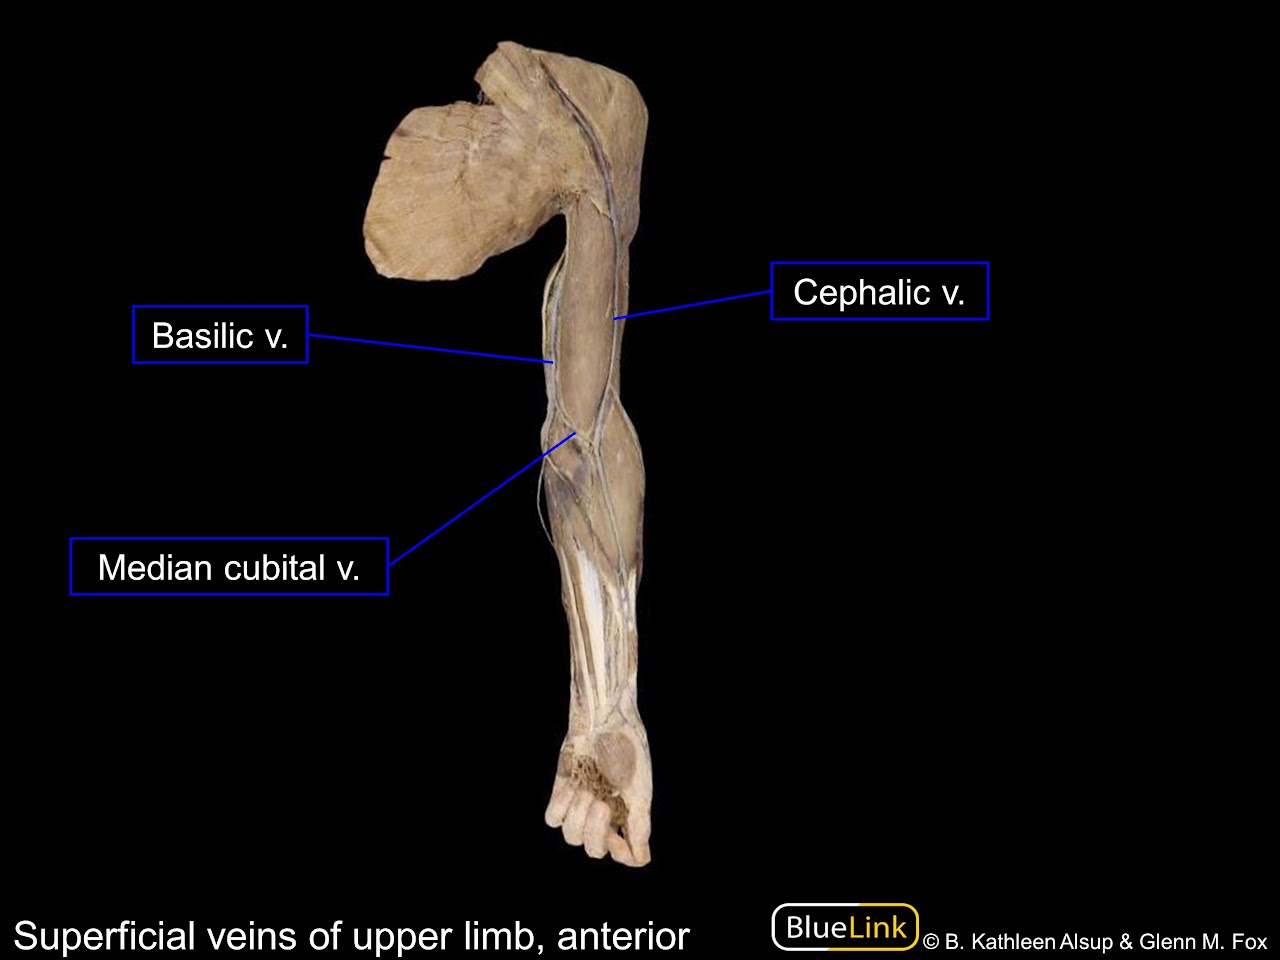 Cephalic v.
Basilic v.
Median cubital v.
Superficial veins of upper limb, anterior
BlueLink
© B. Kathleen Alsup & Glenn M. Fox